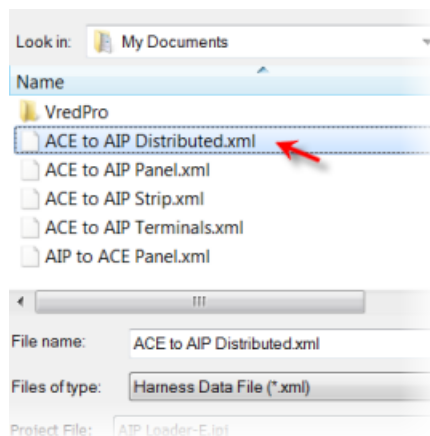 Look in: My Documents
Name
VredPro
ACE to AIP Distributed.xml
ACE to AIP Panel.xml
ACE to AIP Strip.xml
ACE to AIP Terminals.xml
AIP to ACE Panel.xml
File name: ACE to AIP Distributed.xml
Files of type: Harness Data File (*.xml)
Project File: AIP Loader-E.ipj